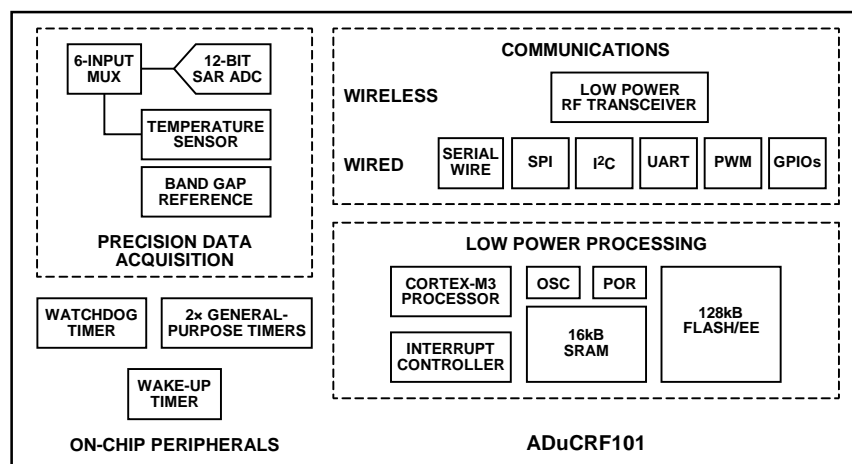 6-INPUT
MUX
12-BIT
SAR ADC
TEMPERATURE
SENSOR
BAND GAP
REFERENCE
PRECISION DATA
ACQUISITION
COMMUNICATIONS
WIRELESS
LOW POWER
RF TRANSCEIVER
WIRED
SERIAL
WIRE
SPI
I²C
UART
PWM
GPIOs
LOW POWER PROCESSING
CORTEX-M3
PROCESSOR
OSC
POR
128kB
FLASH/EE
INTERRUPT
CONTROLLER
16kB
SRAM
WATCHDOG
TIMER
2× GENERAL-
PURPOSE TIMERS
WAKE-UP
TIMER
ON-CHIP PERIPHERALS
ADuCRF101